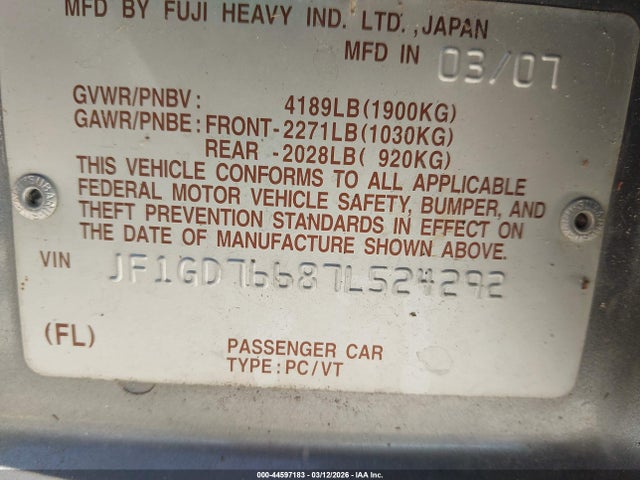 MFD BY FUJI HEAVY IND. LTD.,JAPAN
MFD IN 03/07
GVWR/PNBV: 4189LB(1900KG)
GAWR/PNBE:FRONT-2271LB(1030KG)
REAR -2028LB( 920KG)
THIS VEHICLE CONFORMS TO ALL APPLICABLE
FEDERAL MOTOR VEHICLE SAFETY, BUMPER, AND
THEFT PREVENTION STANDARDS IN EFFECT ON
THE DATE OF MANUFACTURE SHOWN ABOVE.
VIN JF1GD76687L524292
(FL)
PASSENGER CAR
TYPE:PC/VT
000-44597183 - 03/12/2026 - IAA Inc.